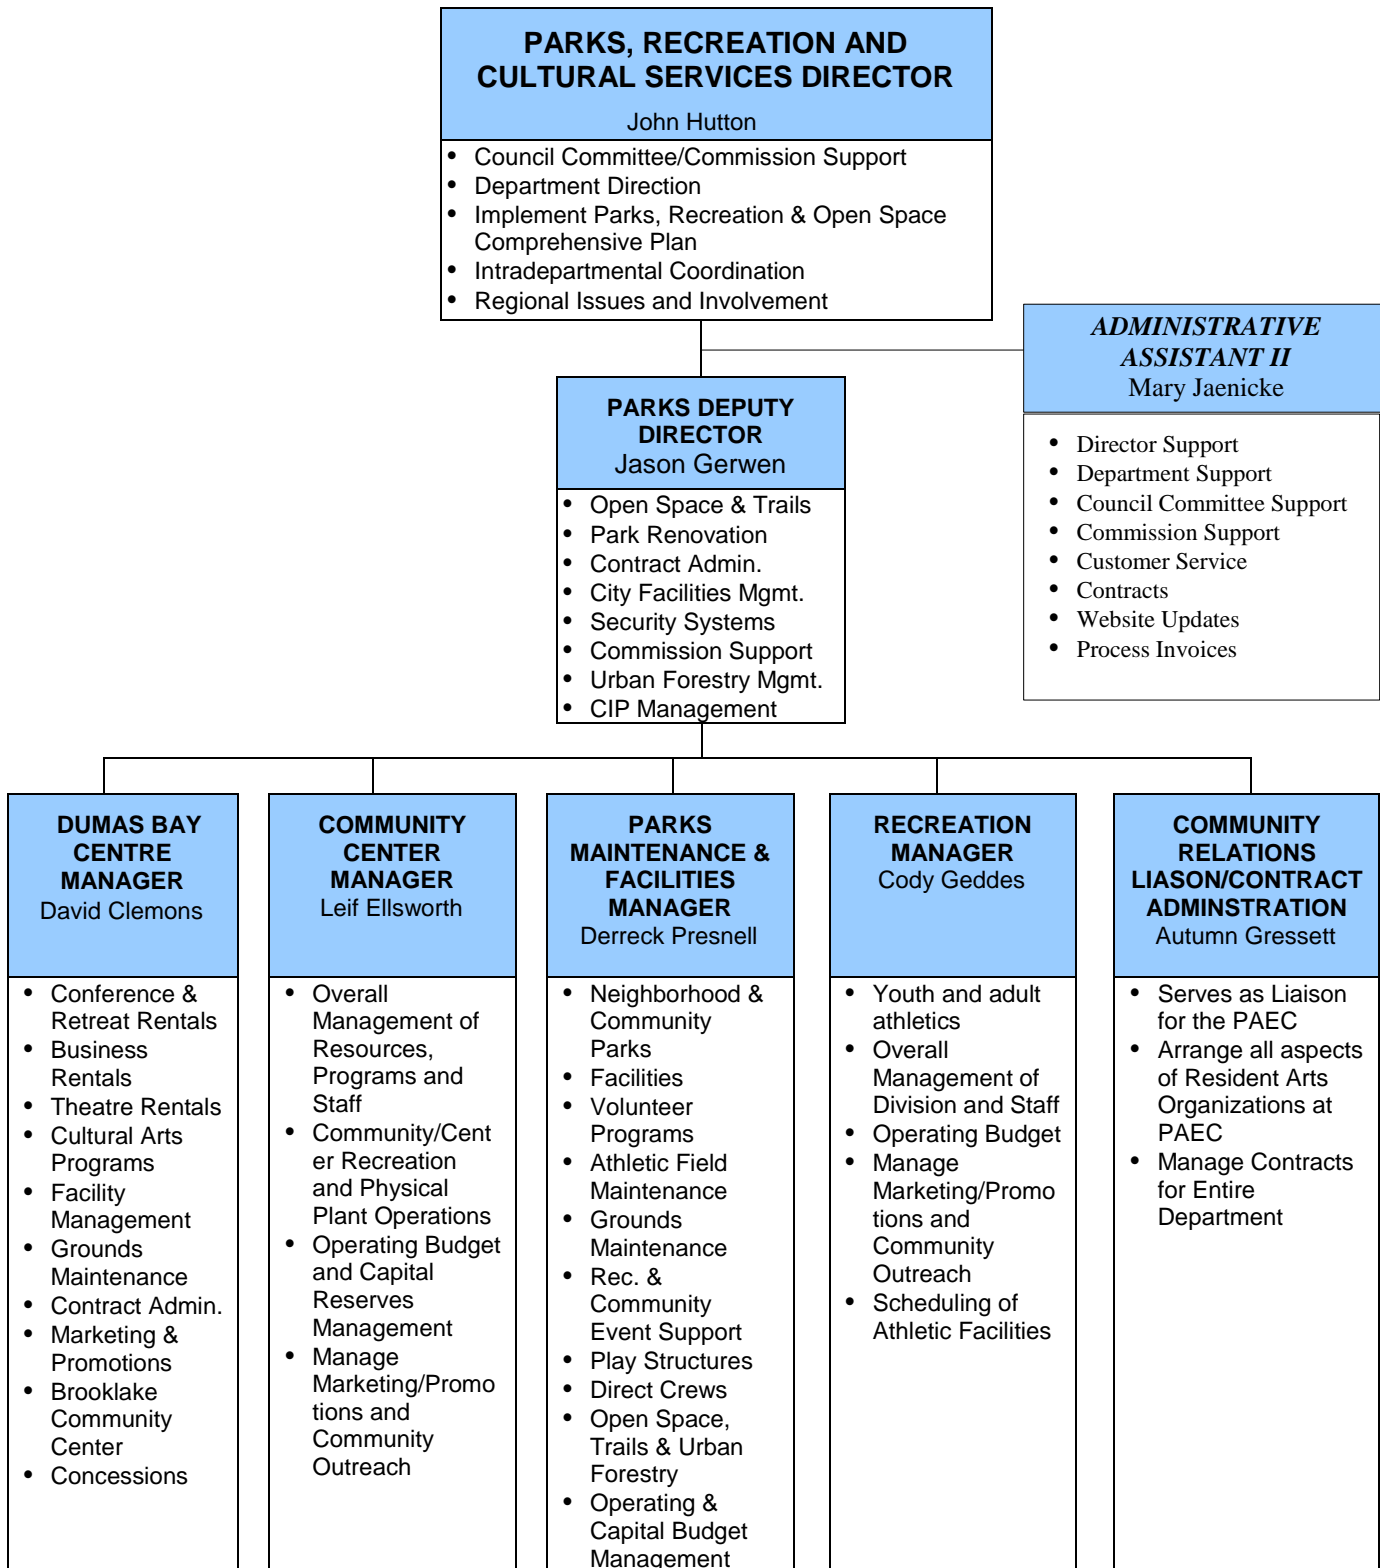 PARKS, RECREATION AND
CULTURAL SERVICES DIRECTOR
John Hutton
• Council Committee/Commission Support
• Department Direction
• Implement Parks, Recreation & Open Space
Comprehensive Plan
• Intradepartmental Coordination
• Regional Issues and Involvement
ADMINISTRATIVE
ASSISTANT II
Mary Jaenicke
• Director Support
• Department Support
• Council Committee Support
• Commission Support
• Customer Service
• Contracts
• Website Updates
• Process Invoices
PARKS DEPUTY
DIRECTOR
Jason Gerwen
• Open Space & Trails
• Park Renovation
• Contract Admin.
• City Facilities Mgmt.
• Security Systems
• Commission Support
• Urban Forestry Mgmt.
• CIP Management
DUMAS BAY
CENTRE
MANAGER
David Clemons
• Conference &
Retreat Rentals
• Business
Rentals
• Theatre Rentals
• Cultural Arts
Programs
• Facility
Management
• Grounds
Maintenance
• Contract Admin.
• Marketing &
Promotions
• Brooklake
Community
Center
• Concessions
COMMUNITY
CENTER
MANAGER
Leif Ellsworth
• Overall
Management of
Resources,
Programs and
Staff
• Community/Cent
er Recreation
and Physical
Plant Operations
• Operating Budget
and Capital
Reserves
Management
• Manage
Marketing/Promo
tions and
Community
Outreach
PARKS
MAINTENANCE &
FACILITIES
MANAGER
Derreck Presnell
• Neighborhood &
Community
Parks
• Facilities
• Volunteer
Programs
• Athletic Field
Maintenance
• Grounds
Maintenance
• Rec. &
Community
Event Support
• Play Structures
• Direct Crews
• Open Space,
Trails & Urban
Forestry
• Operating &
Capital Budget
Management
RECREATION
MANAGER
Cody Geddes
• Youth and adult
athletics
• Overall
Management of
Division and Staff
• Operating Budget
• Manage
Marketing/Promo
tions and
Community
Outreach
• Scheduling of
Athletic Facilities
COMMUNITY
RELATIONS
LIASON/CONTRACT
ADMINSTRATION
Autumn Gressett
• Serves as Liaison
for the PAEC
• Arrange all aspects
of Resident Arts
Organizations at
PAEC
• Manage Contracts
for Entire
Department